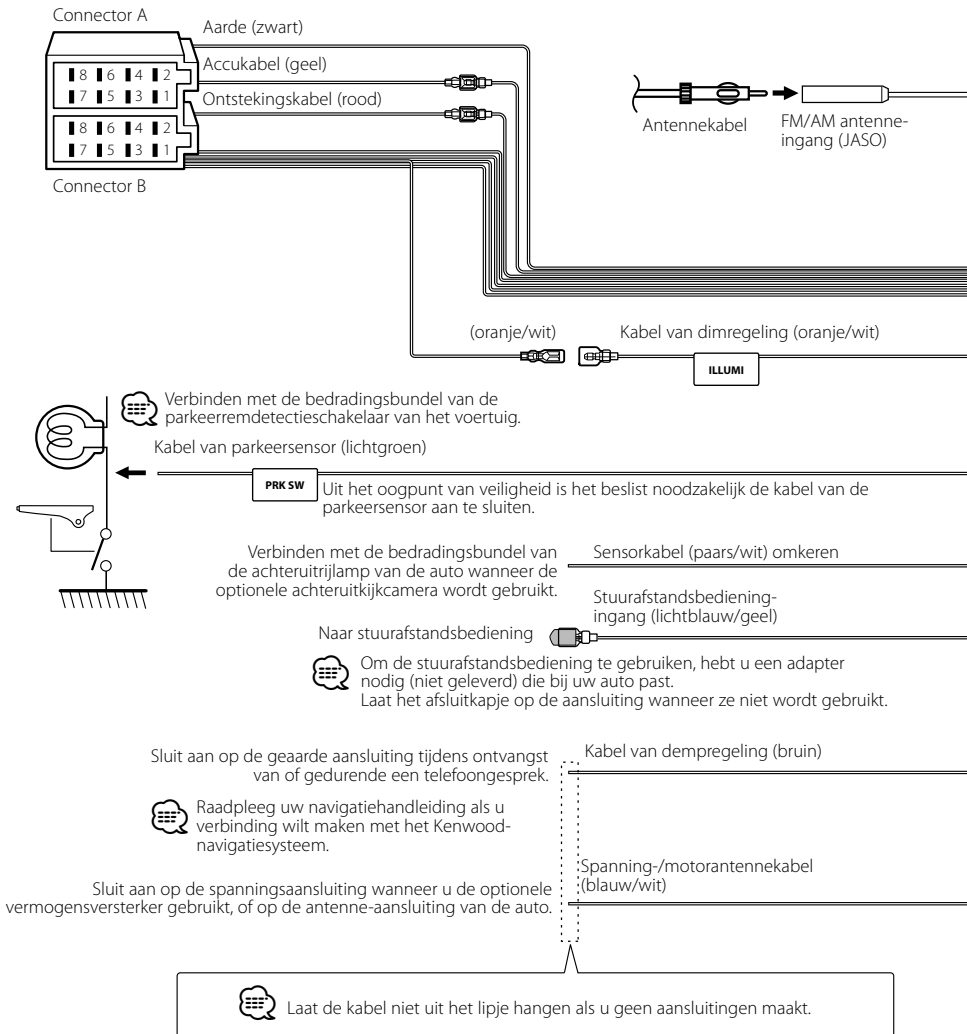 Connector A
Aarde (zwart)
Accukabel (geel)
8 6 4 2
7 5 3 1
Ontstekingskabel (rood)
8 6 4 2
7 5 3 1
Connector B
Antennekabel
FM/AM antenne-
ingang (JASO)
(oranje/wit)
Kabel van dimregeling (oranje/wit)
ILLUMI
Verbinden met de bedradingsbundel van de
parkeerremdetectieschakelaar van het voertuig.
Kabel van parkeersensor (lichtgroen)
PRK SW
Uit het oogpunt van veiligheid is het beslist noodzakelijk de kabel van de
parkeersensor aan te sluiten.
Verbinden met de bedradingsbundel van
de achteruitrijlamp van de auto wanneer de
optionele achteruitkijkcamera wordt gebruikt.
Sensorkabel (paars/wit) omkeren
Stuurafstandsbediening-
ingang (lichtblauw/geel)
Naar stuurafstandsbediening
Om de stuurafstandsbediening te gebruiken, hebt u een adapter
nodig (niet geleverd) die bij uw auto past.
Laat het afsluitkapje op de aansluiting wanneer ze niet wordt gebruikt.
Sluit aan op de geaarde aansluiting tijdens ontvangst
van of gedurende een telefoongesprek.
Kabel van dempregeling (bruin)
Raadpleeg uw navigatiehandleiding als u
verbinding wilt maken met het Kenwood-
navigatiesysteem.
Spanning-/motorantennekabel
(blauw/wit)
Sluit aan op de spanningsaansluiting wanneer u de optionele
vermogensversterker gebruikt, of op de antenne-aansluiting van de auto.
Laat de kabel niet uit het lipje hangen als u geen aansluitingen maakt.